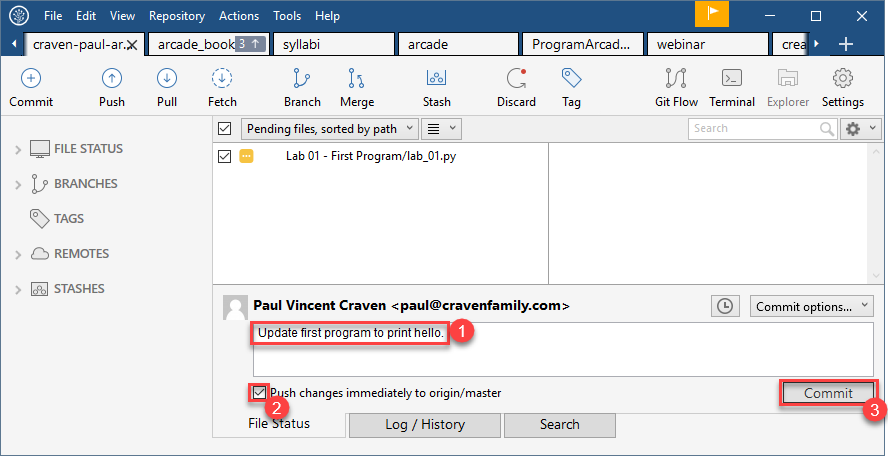 File Edit View Repository Actions Tools Help
craven-paul-ar... arcade_book 3 syllabi arcade ProgramArcad... webinar crea
Commit Push Pull Fetch Branch Merge Stash Discard Tag Git Flow Terminal Explorer Settings
Pending files, sorted by path Search
FILE STATUS
BRANCHES
TAGS
REMOTES
STASHES
Lab 01 - First Program/lab_01.py
Paul Vincent Craven <paul@cravenfamily.com> Commit options...
Update first program to print hello. 1
Push changes immediately to origin/master Commit
2 3
File Status Log / History Search